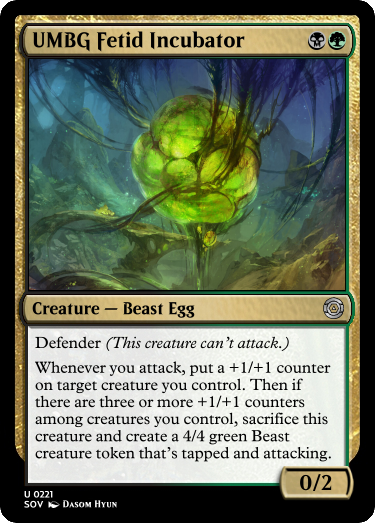 UMBG Fetid Incubator
Creature — Beast Egg
Defender (This creature can't attack.)
Whenever you attack, put a +1/+1 counter
on target creature you control. Then if
there are three or more +1/+1 counters
among creatures you control, sacrifice this
creature and create a 4/4 green Beast
creature token that's tapped and attacking.
0/2
U 0221
SOV Dasom Hyun